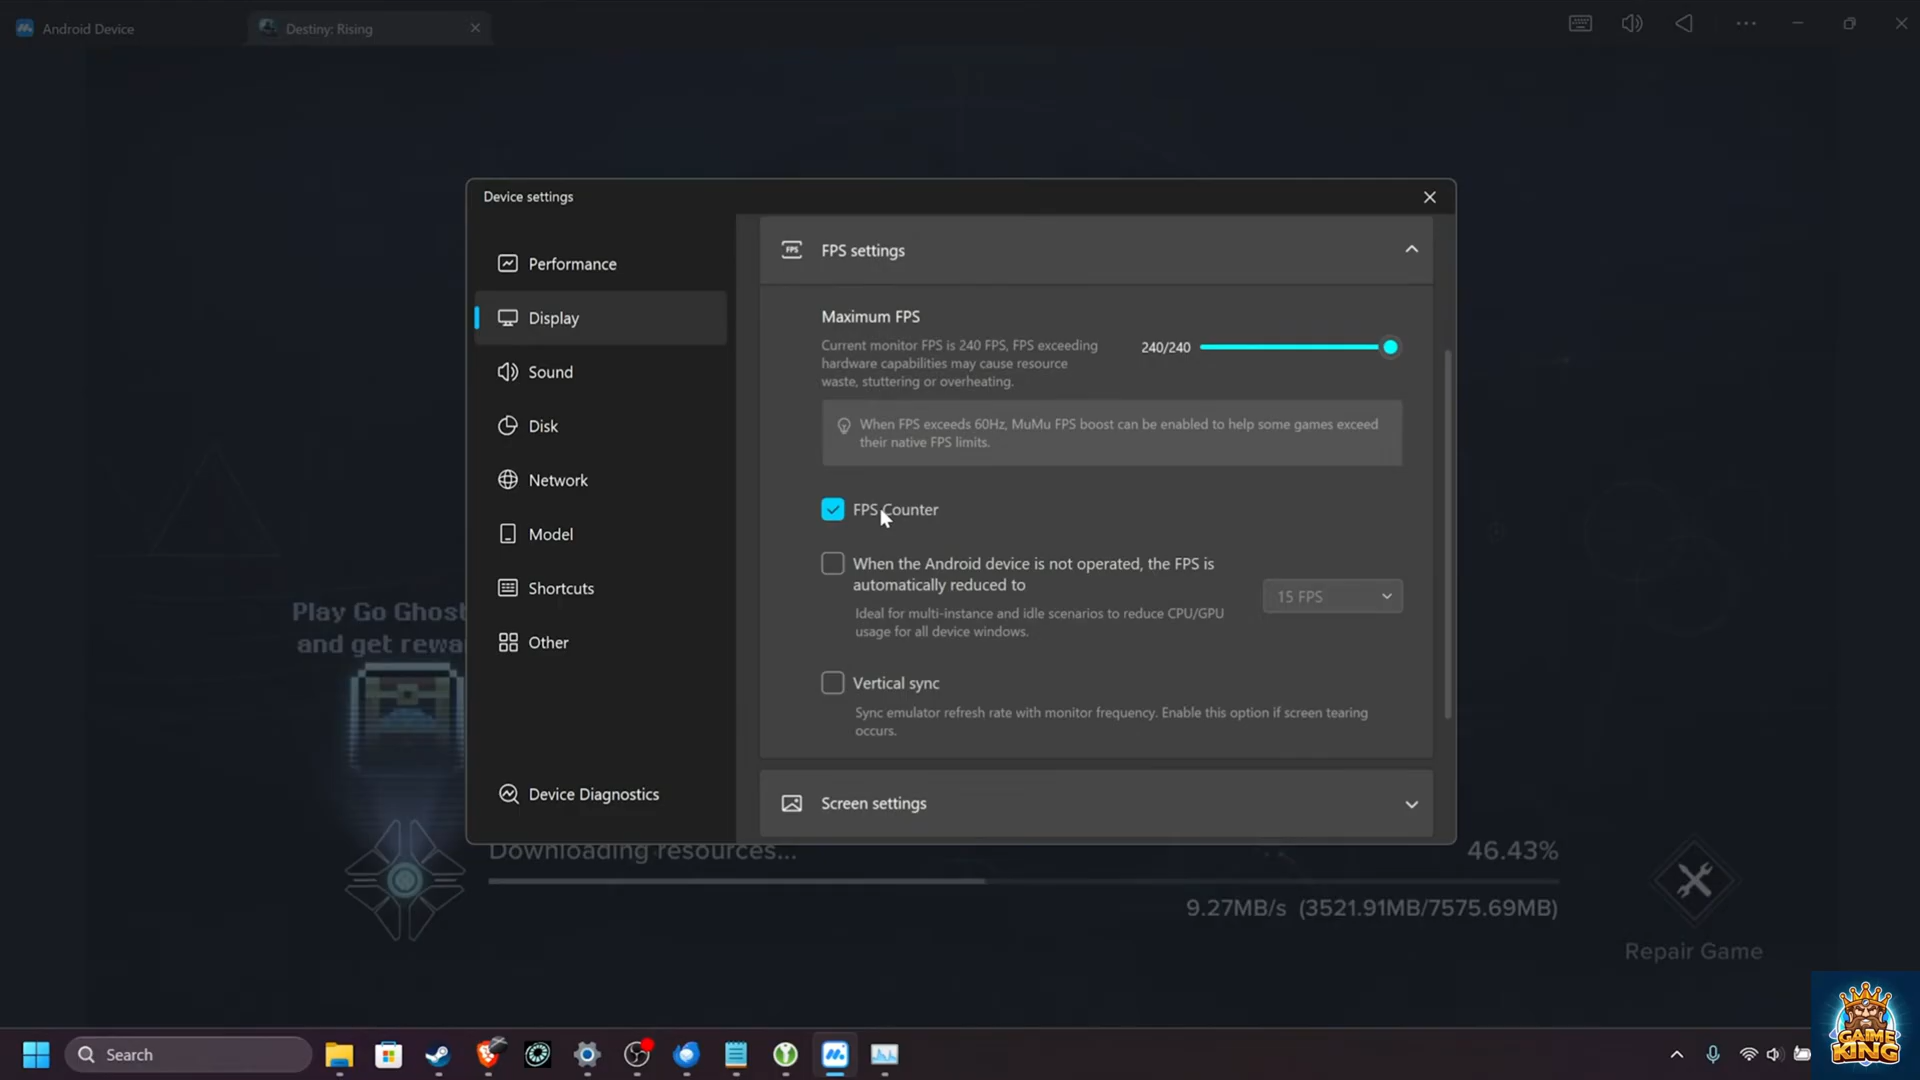 Android Device
Destiny: Rising
Device settings
Performance
Display
Sound
Disk
Network
Model
Shortcuts
Other
Device Diagnostics
FPS
FPS settings
Maximum FPS
Current monitor FPS is 240 FPS, FPS exceeding
hardware capabilities may cause resource
waste, stuttering or overheating.
240/240
When FPS exceeds 60Hz, MuMu FPS boost can be enabled to help some games exceed
their native FPS limits.
FPS Counter
When the Android device is not operated, the FPS is
automatically reduced to
15 FPS
Ideal for multi-instance and idle scenarios to reduce CPU/GPU
usage for all device windows.
Vertical sync
Sync emulator refresh rate with monitor frequency. Enable this option if screen tearing
occurs.
Screen settings
Play Go Ghost
and get rewa
Downloading resources...
46.43%
9.27MB/s (3521.91MB/7575.69MB)
Repair Game
Search
GAME
KING